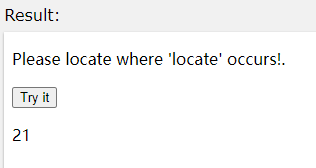 Result:
Please locate where 'locate' occurs!.
Try it
21